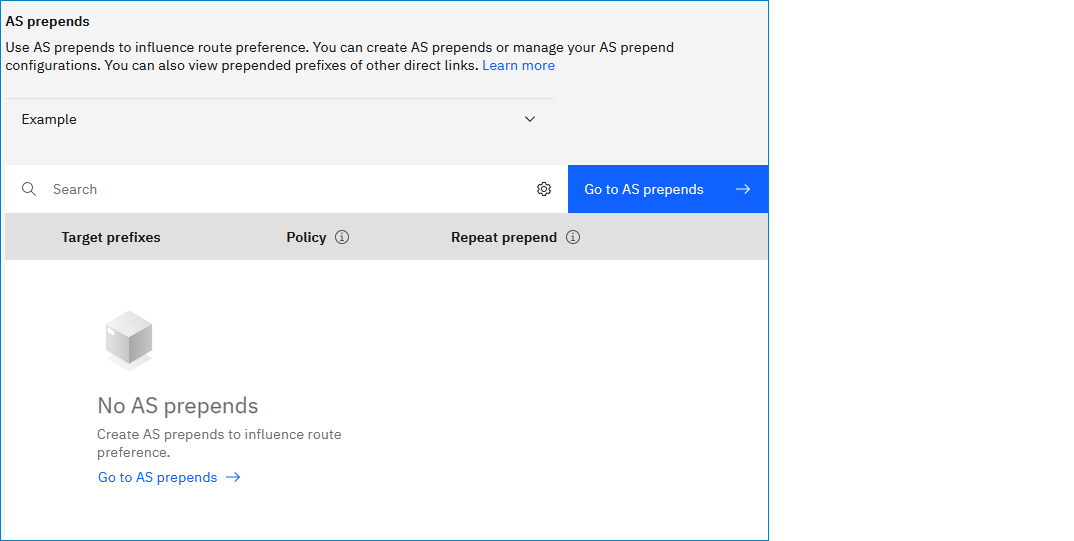 AS prepends
Use AS prepends to influence route preference. You can create AS prepends or manage your AS prepend
configurations. You can also view prepended prefixes of other direct links. Learn more
Example
Search
Go to AS prepends
Target prefixes
Policy
Repeat prepend
No AS prepends
Create AS prepends to influence route
preference.
Go to AS prepends